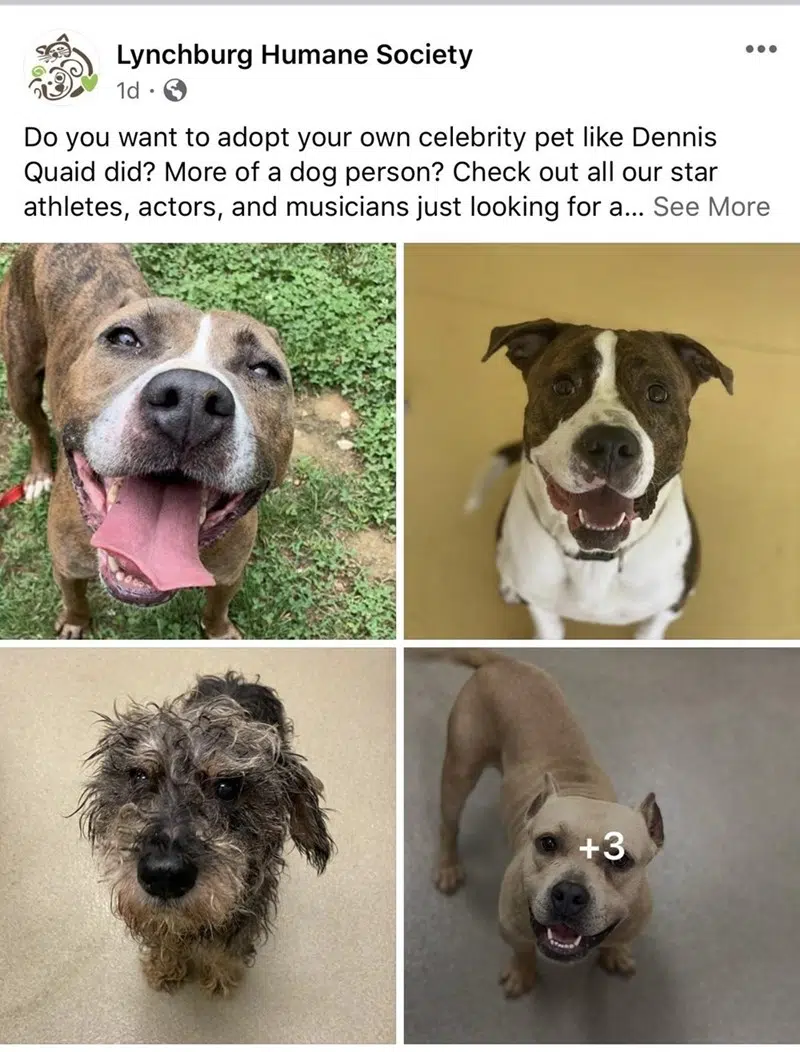 Lynchburg Humane Society
1d ·
Do you want to adopt your own celebrity pet like Dennis
Quaid did? More of a dog person? Check out all our star
athletes, actors, and musicians just looking for a... See More
+3